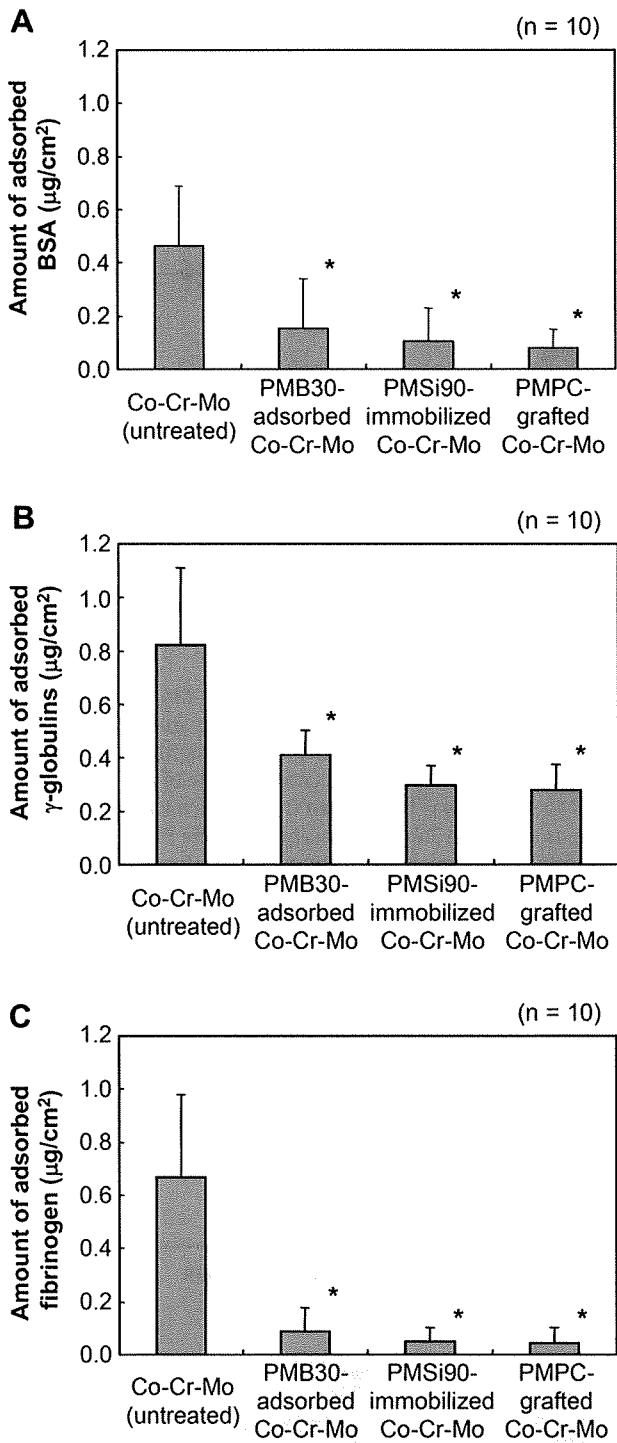 A
(n = 10)
Amount of adsorbed
BSA (μg/cm²)
1.2
1.0
0.8
0.6
0.4
0.2
0.0
*
*
*
Co-Cr-Mo
(untreated)
PMB30-
adsorbed
Co-Cr-Mo
PMSi90-
immobilized
Co-Cr-Mo
PMPC-
grafted
Co-Cr-Mo
B
(n = 10)
Amount of adsorbed
γ-globulins (μg/cm²)
1.2
1.0
0.8
0.6
0.4
0.2
0.0
*
*
*
Co-Cr-Mo
(untreated)
PMB30-
adsorbed
Co-Cr-Mo
PMSi90-
immobilized
Co-Cr-Mo
PMPC-
grafted
Co-Cr-Mo
C
(n = 10)
Amount of adsorbed
fibrinogen (μg/cm²)
1.2
1.0
0.8
0.6
0.4
0.2
0.0
*
*
*
Co-Cr-Mo
(untreated)
PMB30-
adsorbed
Co-Cr-Mo
PMSi90-
immobilized
Co-Cr-Mo
PMPC-
grafted
Co-Cr-Mo